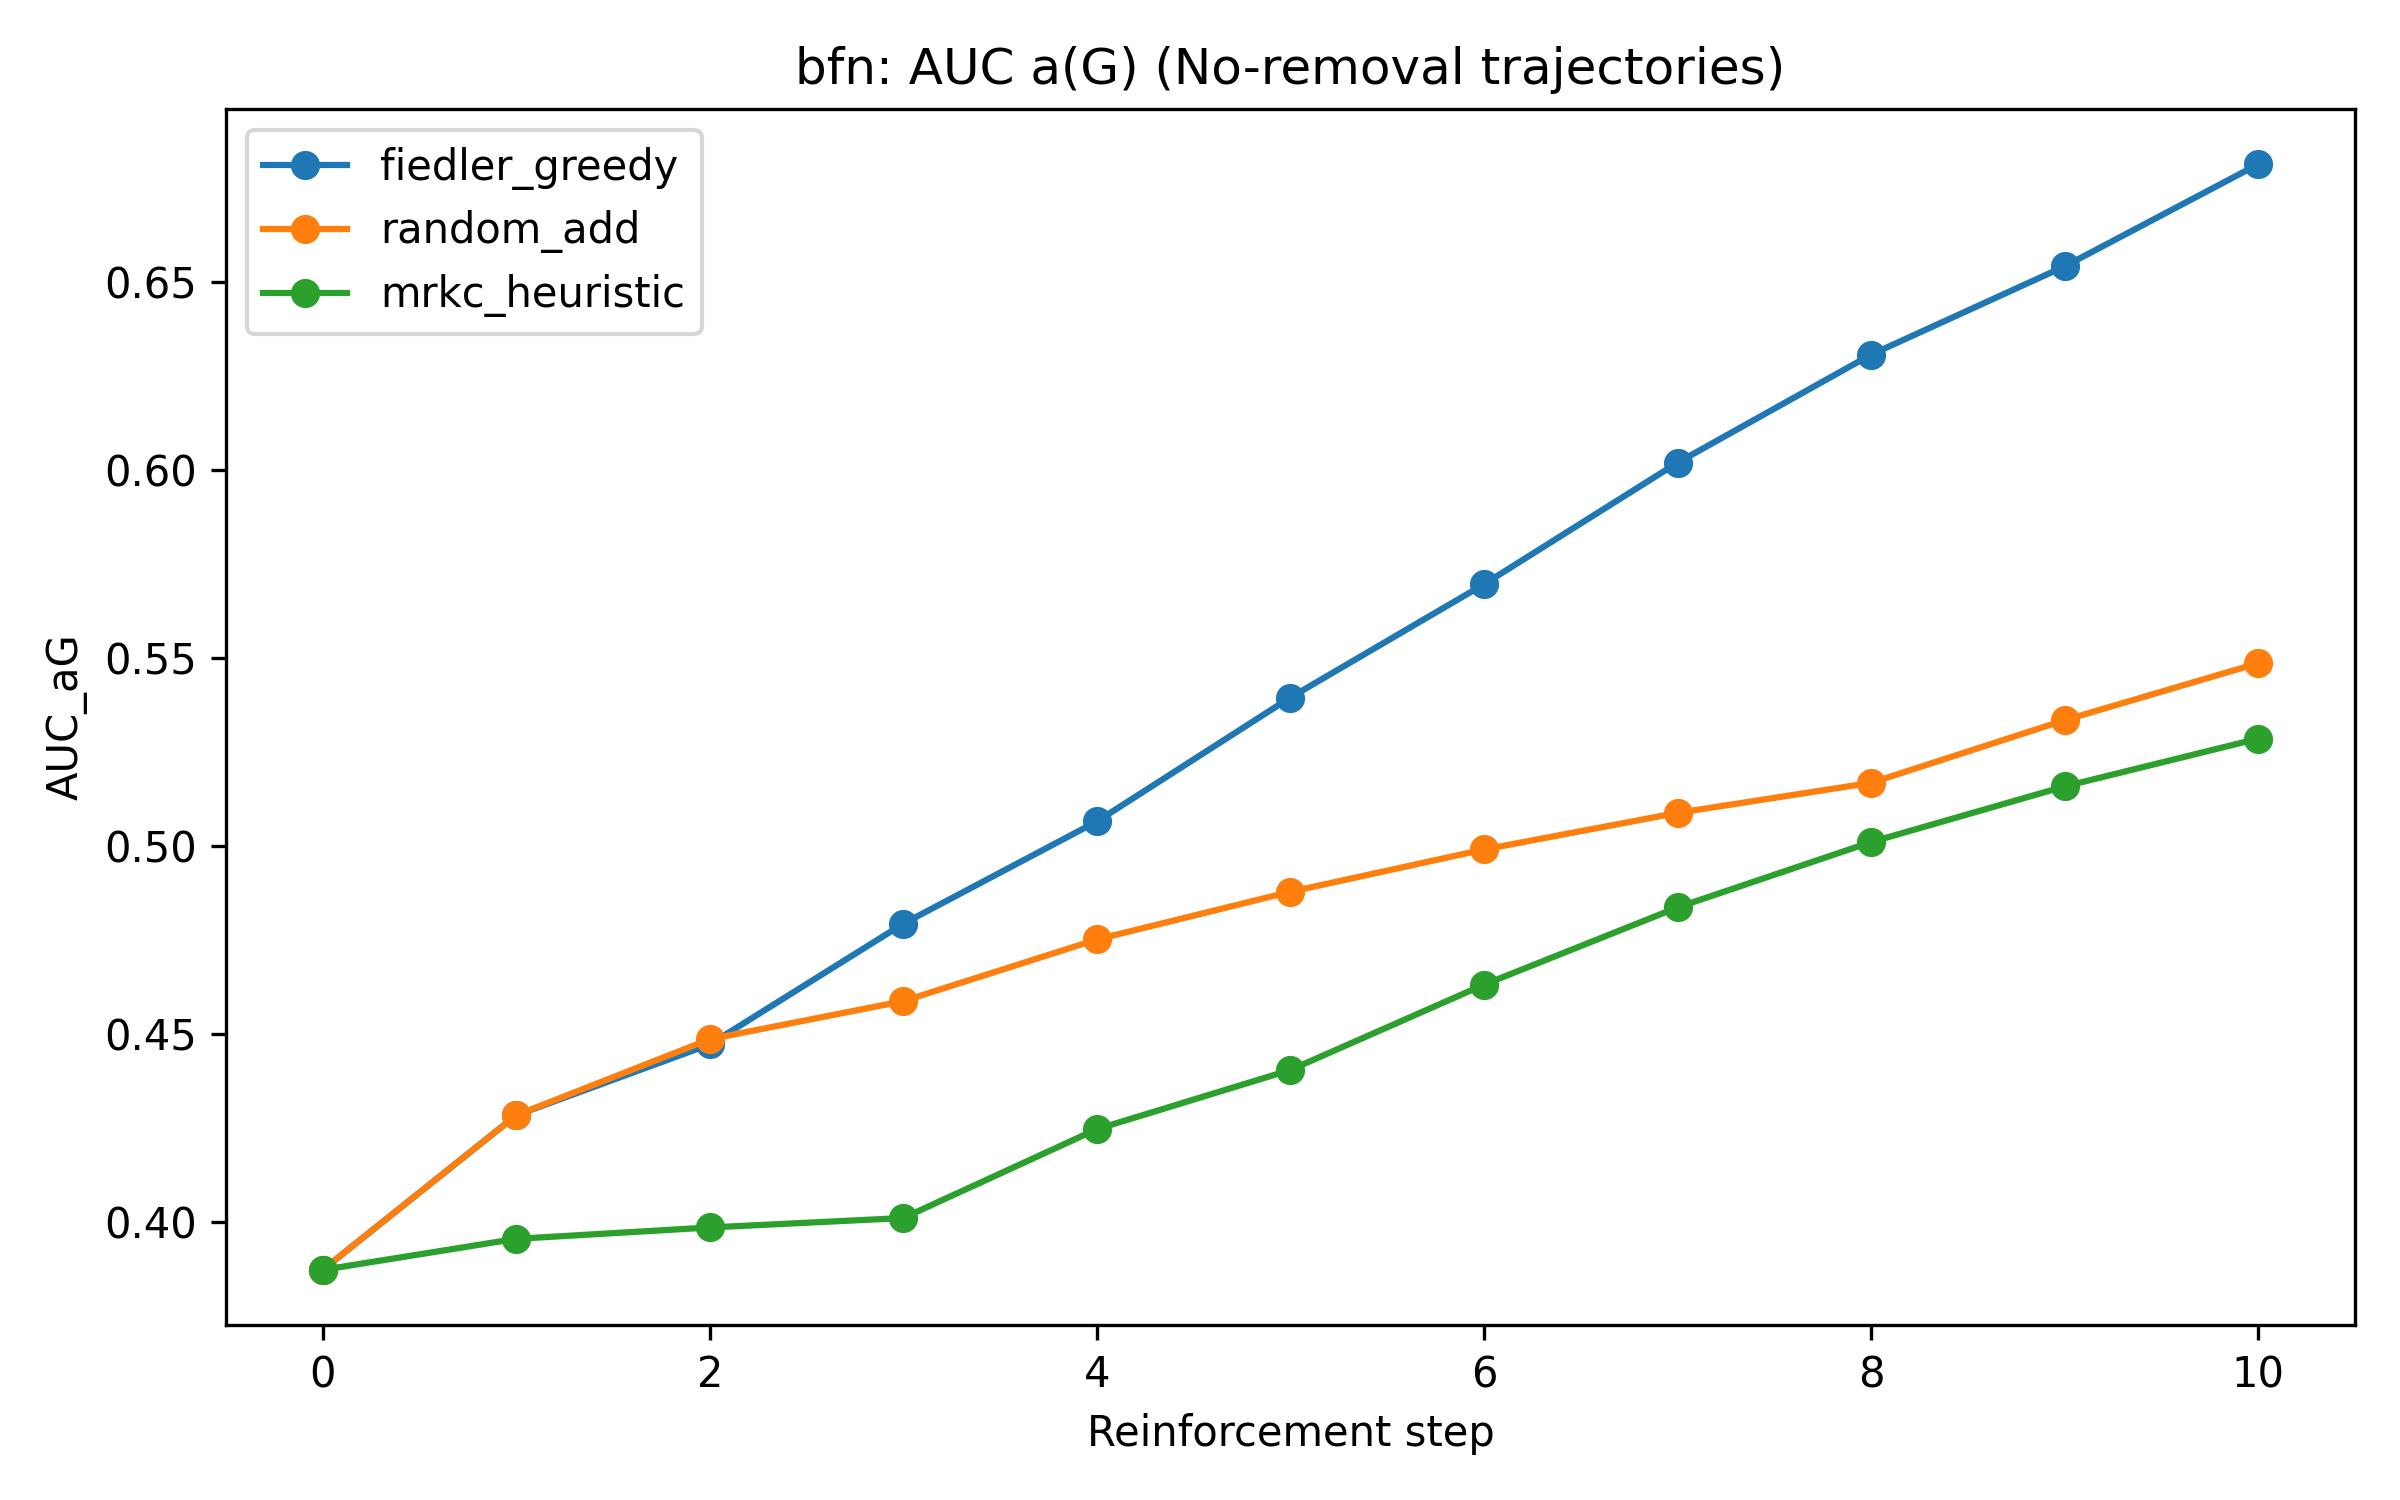 bfn: AUC a(G) (No-removal trajectories)
fiedler_greedy
random_add
mrkc_heuristic
AUC_aG
0.65
0.60
0.55
0.50
0.45
0.40
0 2 4 6 8 10
Reinforcement step